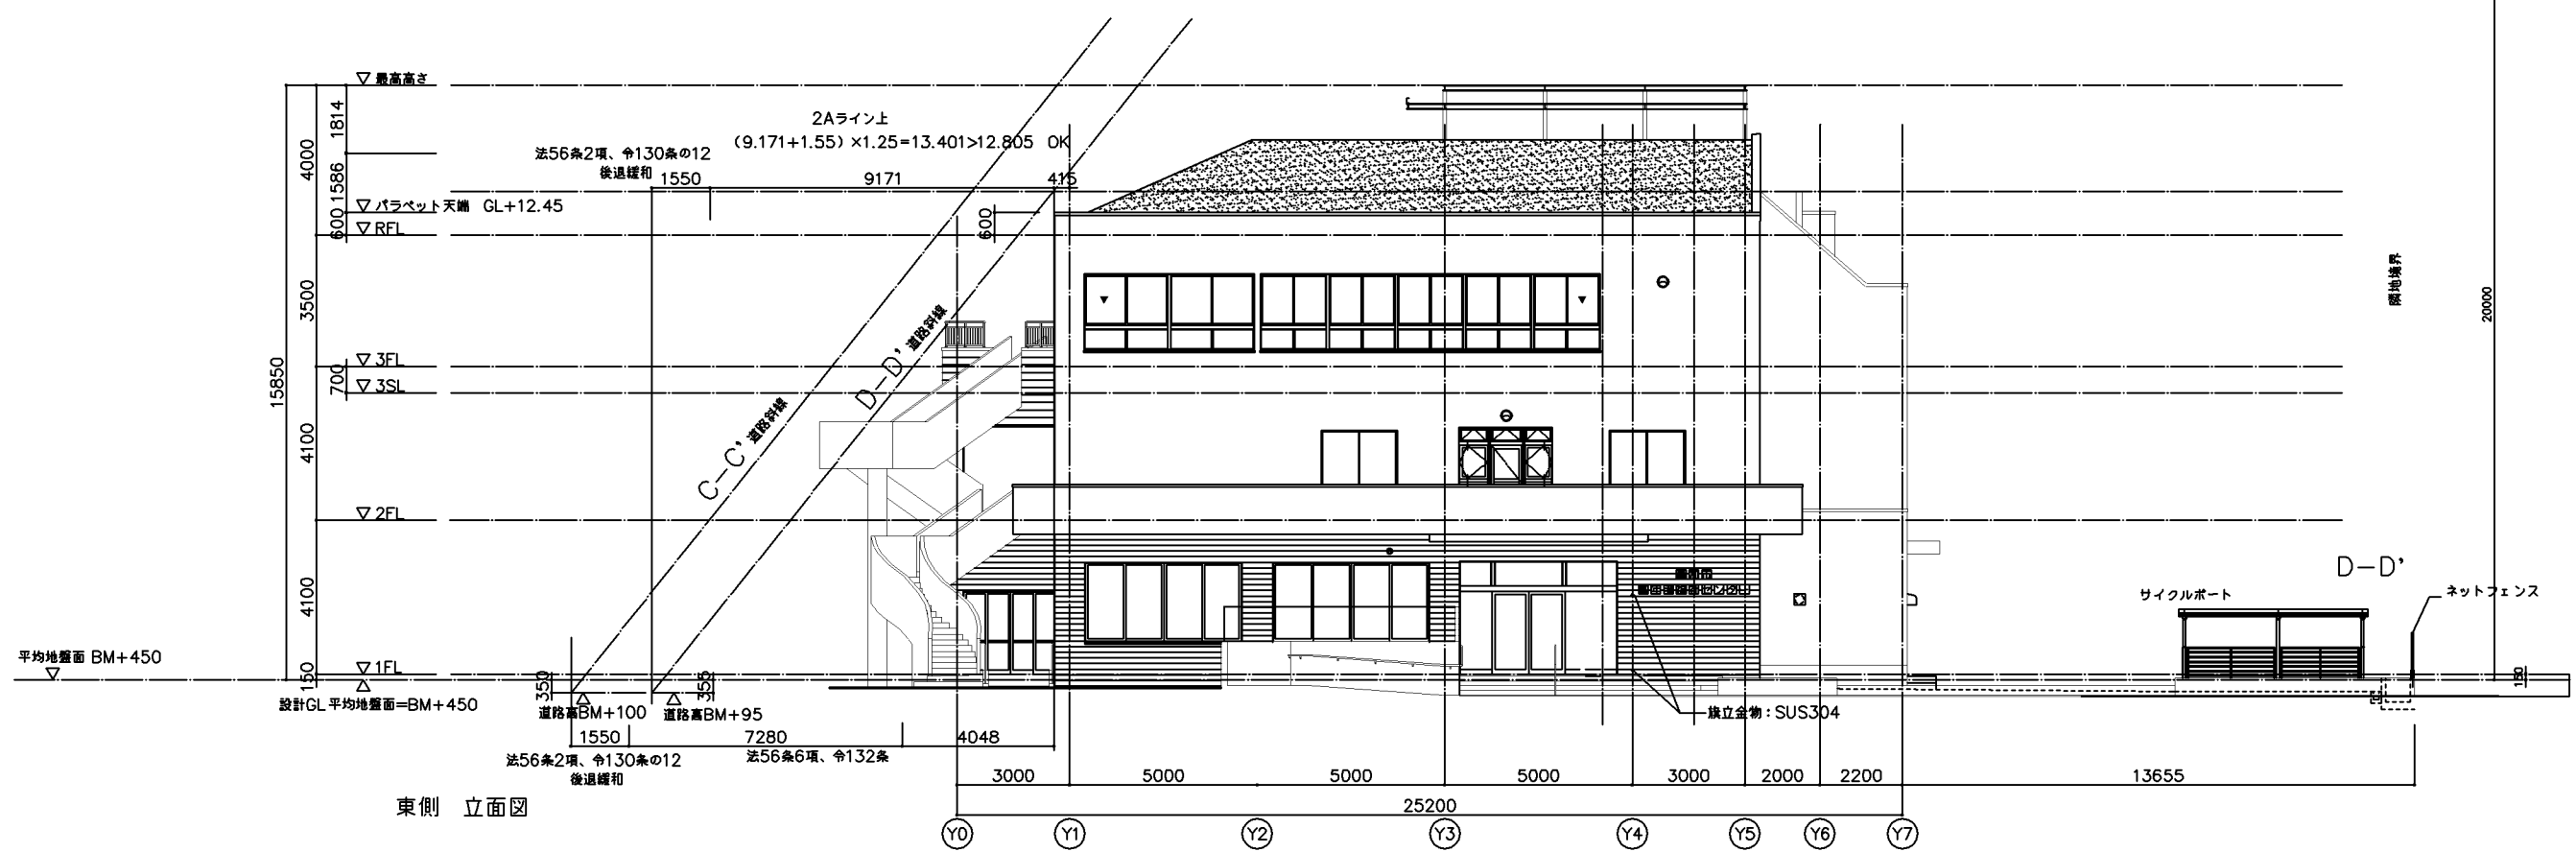 最高高さ
1814
4000
2Aライン上
(9.171+1.55) ×1.25=13.401>12.805 OK
法56条2項、令130条の12
後退緩和
1550
9171
415
1586
パラペット天端 GL+12.45
600
RFL
600
3500
隣地境界
20000
15850
3FL
700
3SL
D-D' 道路斜線
C-C' 道路斜線
4100
2FL
D-D'
4100
サイクルポート
ネットフェンス
平均地盤面 BM+450
1FL
150
設計GL 平均地盤面=BM+450
350
355
道路高BM+100
道路高BM+95
旗立金物：SUS304
1550
7280
4048
法56条2項、令130条の12
後退緩和
法56条6項、令132条
3000
5000
5000
5000
3000
2000
2200
13655
25200
東側 立面図
Y0
Y1
Y2
Y3
Y4
Y5
Y6
Y7